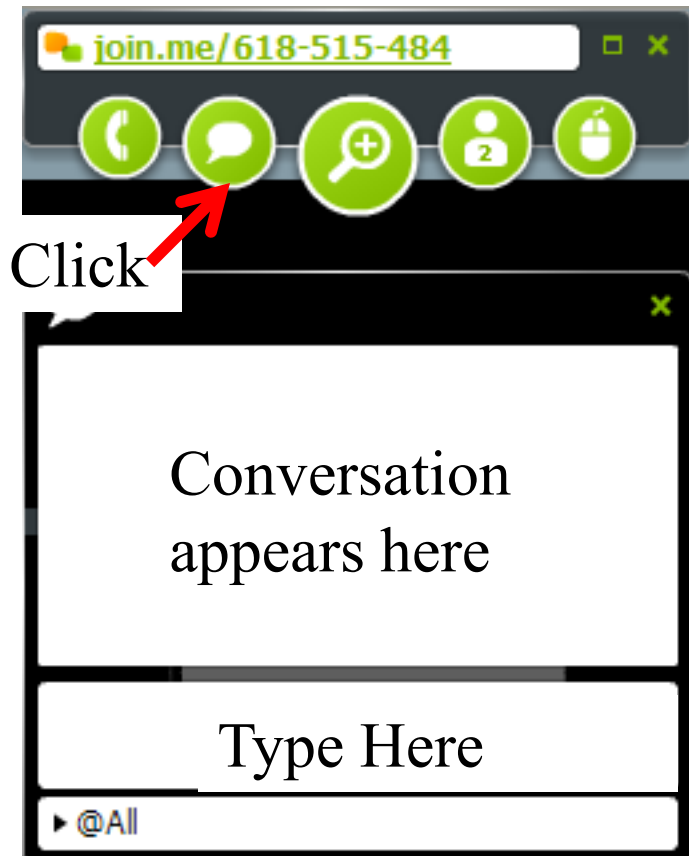 join.me/618-515-484
2
Click
Conversation
appears here
Type Here
@All